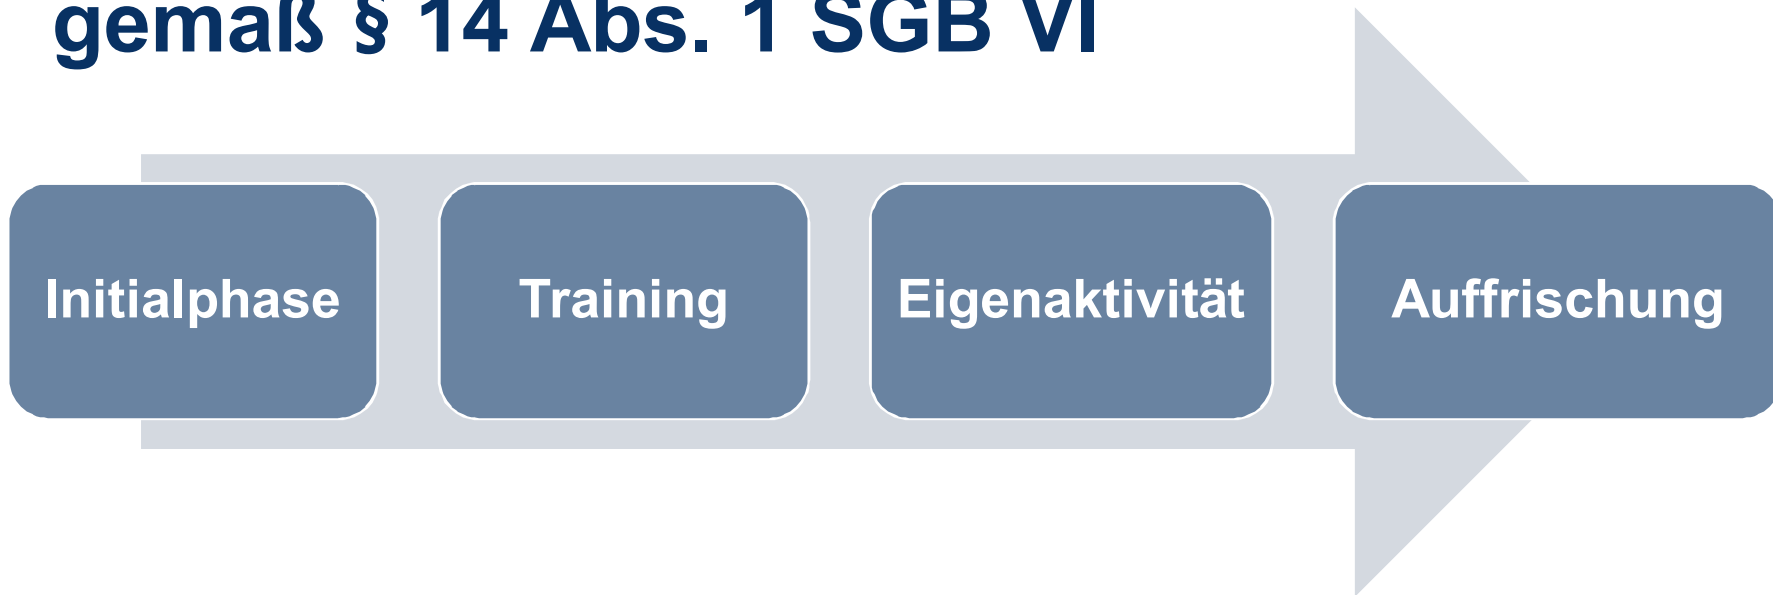 gemäß § 14 Abs. 1 SGB VI
Initialphase
Training
Eigenaktivität
Auffrischung